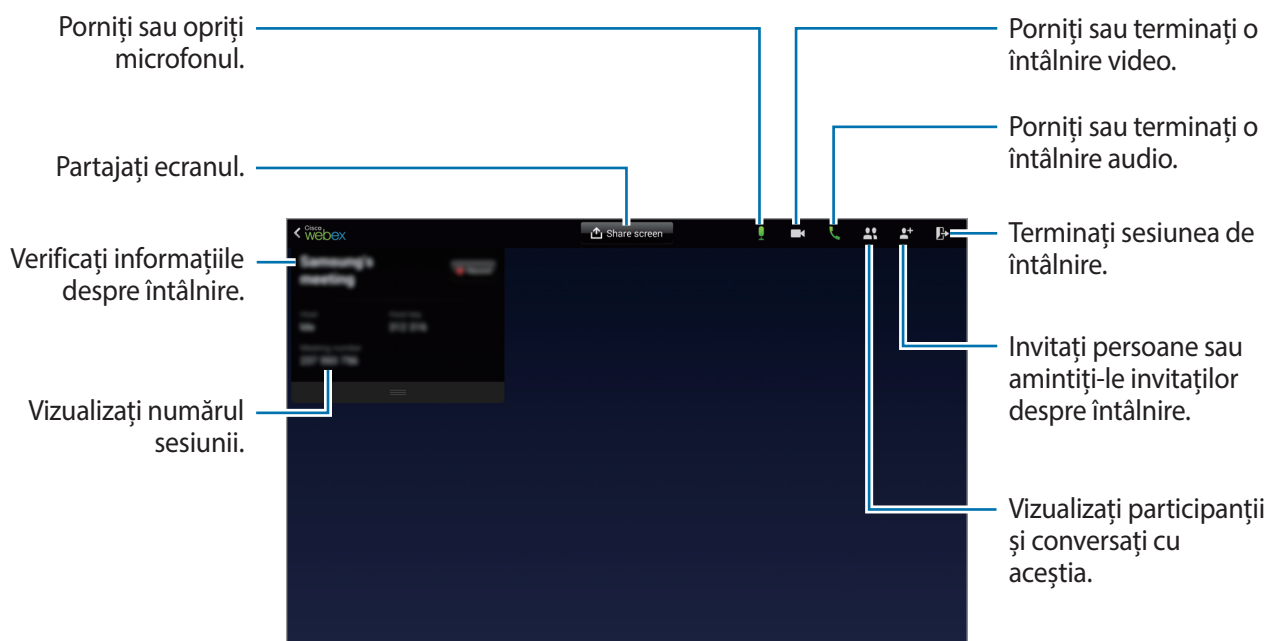 Porniți sau opriți
microfonul.
Partajați ecranul.
Verificați informațiile
despre întâlnire.
Vizualizați numărul
sesiunii.
Cisco
webex
Share screen
Samsung's
meeting
Porniți sau terminați o
întâlnire video.
Porniți sau terminați o
întâlnire audio.
Terminați sesiunea de
întâlnire.
Invitați persoane sau
amintiți-le invitaților
despre întâlnire.
Vizualizați participanții
și conversați cu
aceștia.